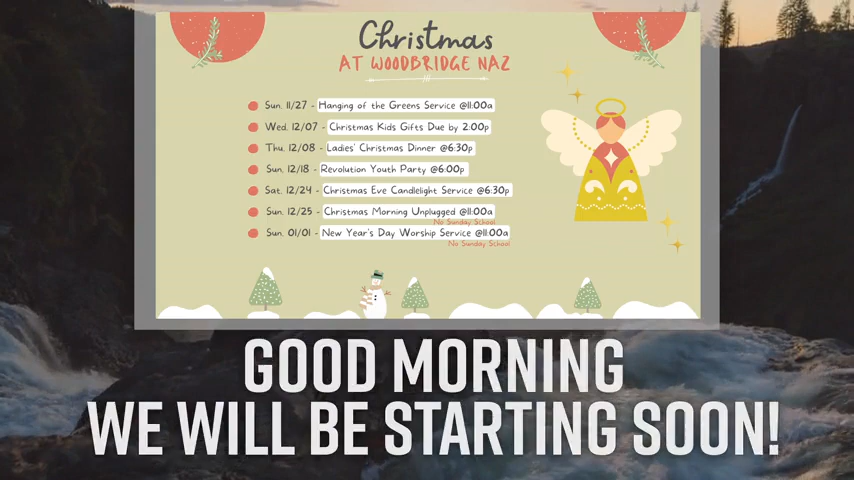 Christmas
AT WOODBRIDGE NAZ
Sun. 11/27 - Hanging of the Greens Service @11:00a
Wed. 12/07 - Christmas Kids Gifts Due by 2:00p
Thu. 12/08 - Ladies' Christmas Dinner @6:30p
Sun. 12/18 - Revolution Youth Party @6:00p
Sat. 12/24 - Christmas Eve Candlelight Service @6:30p
Sun. 12/25 - Christmas Morning Unplugged @11:00a
No Sunday School
Sun. 01/01 - New Year's Day Worship Service @11:00a
No Sunday School
GOOD MORNING
WE WILL BE STARTING SOON!